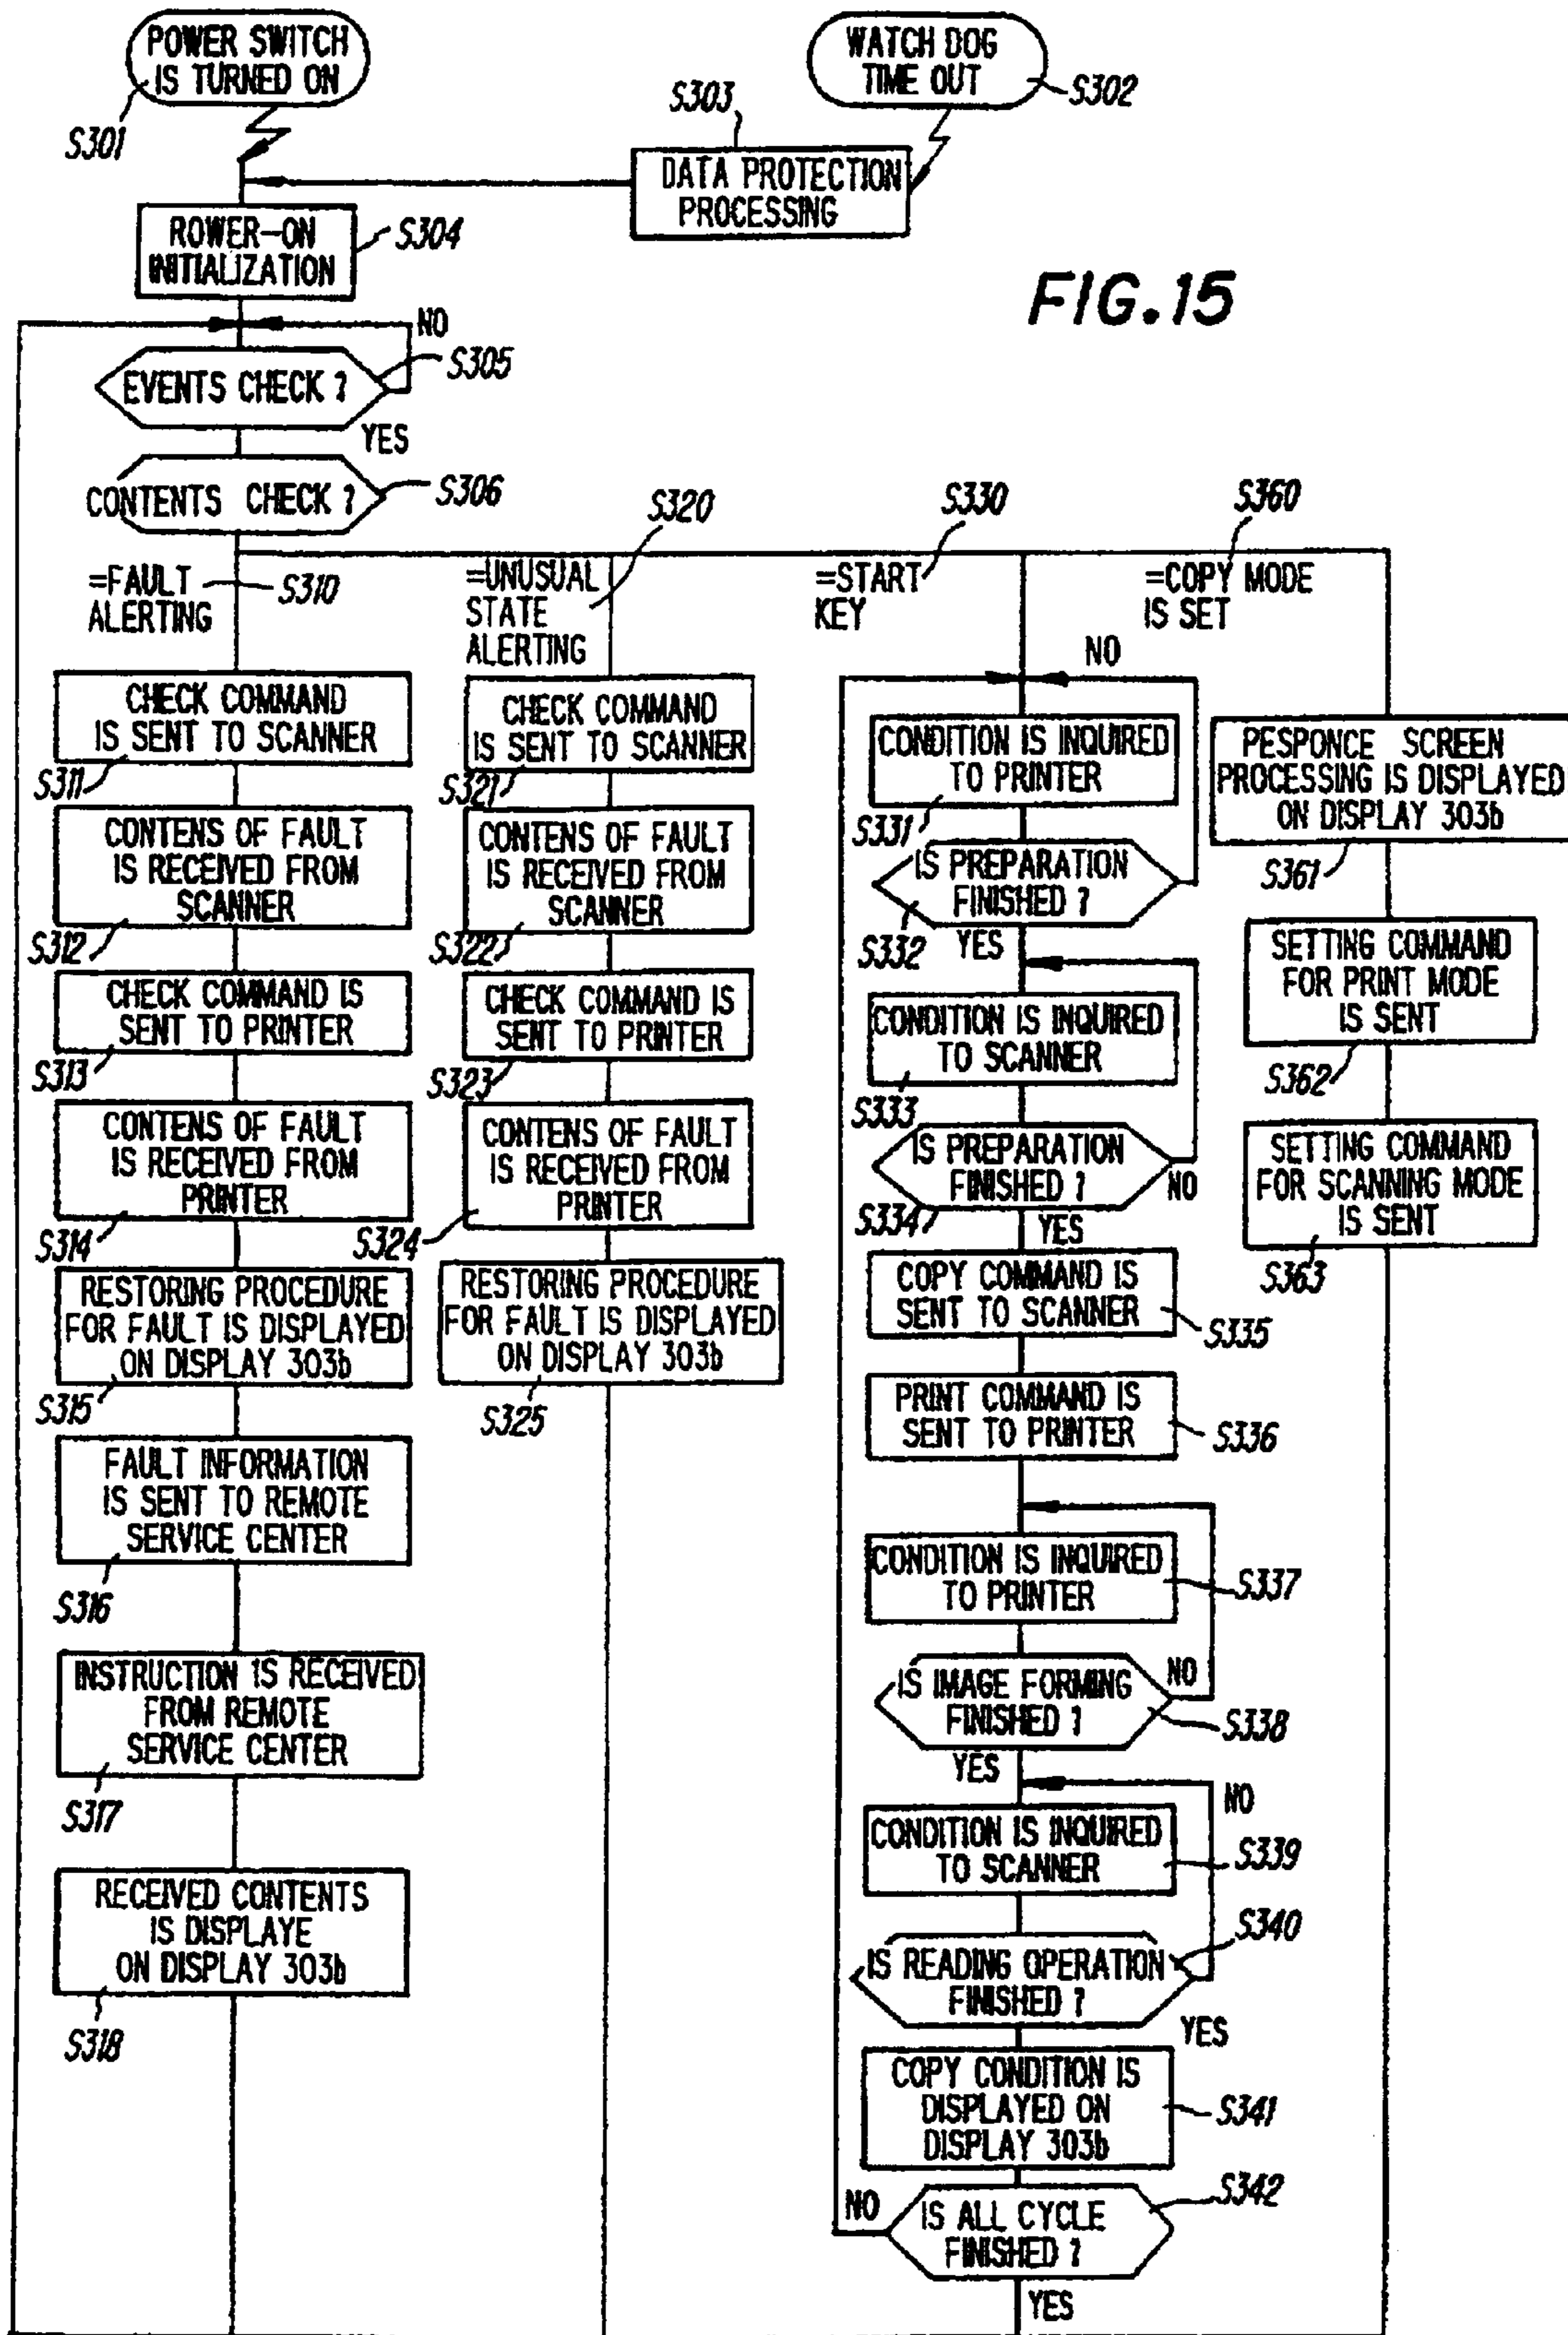 POWER SWITCH
IS TURNED ON
S301
WATCH DOG
TIME OUT
S302
S303
DATA PROTECTION
PROCESSING
ROWER-ON
INITIALIZATION
S304
FIG.15
NO
EVENTS CHECK ?
S305
YES
CONTENTS CHECK ?
S306
=FAULT
ALERTING
S310
=UNUSUAL
STATE
ALERTING
S320
=START
KEY
S330
=COPY MODE
IS SET
S360
CHECK COMMAND
IS SENT TO SCANNER
S311
CONTENS OF FAULT
IS RECEIVED FROM
SCANNER
S312
CHECK COMMAND IS
SENT TO PRINTER
S313
CONTENS OF FAULT
IS RECEIVED FROM
PRINTER
S314
RESTORING PROCEDURE
FOR FAULT IS DISPLAYED
ON DISPLAY 303b
S315
FAULT INFORMATION
IS SENT TO REMOTE
SERVICE CENTER
S316
INSTRUCTION IS RECEIVED
FROM REMOTE
SERVICE CENTER
S317
RECEIVED CONTENTS
IS DISPLAYE
ON DISPLAY 303b
S318
CHECK COMMAND
IS SENT TO SCANNER
S321
CONTENS OF FAULT
IS RECEIVED FROM
SCANNER
S322
CHECK COMMAND IS
SENT TO PRINTER
S323
CONTENS OF FAULT
IS RECEIVED FROM
PRINTER
S324
RESTORING PROCEDURE
FOR FAULT IS DISPLAYED
ON DISPLAY 303b
S325
NO
CONDITION IS INQUIRED
TO PRINTER
S331
IS PREPARATION
FINISHED ?
S332
YES
CONDITION IS INQUIRED
TO SCANNER
S333
IS PREPARATION
FINISHED ?
NO
S334
YES
COPY COMMAND IS
SENT TO SCANNER
S335
PRINT COMMAND IS
SENT TO PRINTER
S336
CONDITION IS INQUIRED
TO PRINTER
S337
IS IMAGE FORMING
FINISHED ?
NO
S338
YES
NO
CONDITION IS INQUIRED
TO SCANNER
S339
IS READING OPERATION
FINISHED ?
S340
YES
COPY CONDITION IS
DISPLAYED ON
DISPLAY 303b
S341
NO
IS ALL CYCLE
FINISHED ?
S342
YES
PESPONCE SCREEN
PROCESSING IS DISPLAYED
ON DISPLAY 303b
S361
SETTING COMMAND
FOR PRINT MODE
IS SENT
S362
SETTING COMMAND
FOR SCANNING MODE
IS SENT
S363